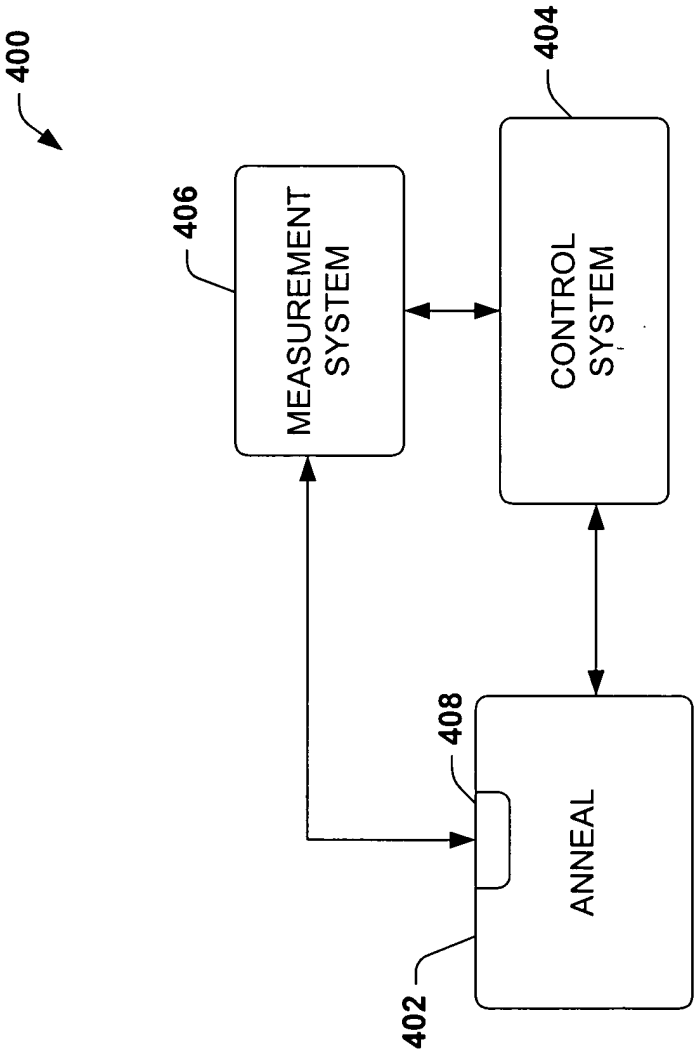 400
406
MEASUREMENT
SYSTEM
402
408
404
ANNEAL
CONTROL
SYSTEM